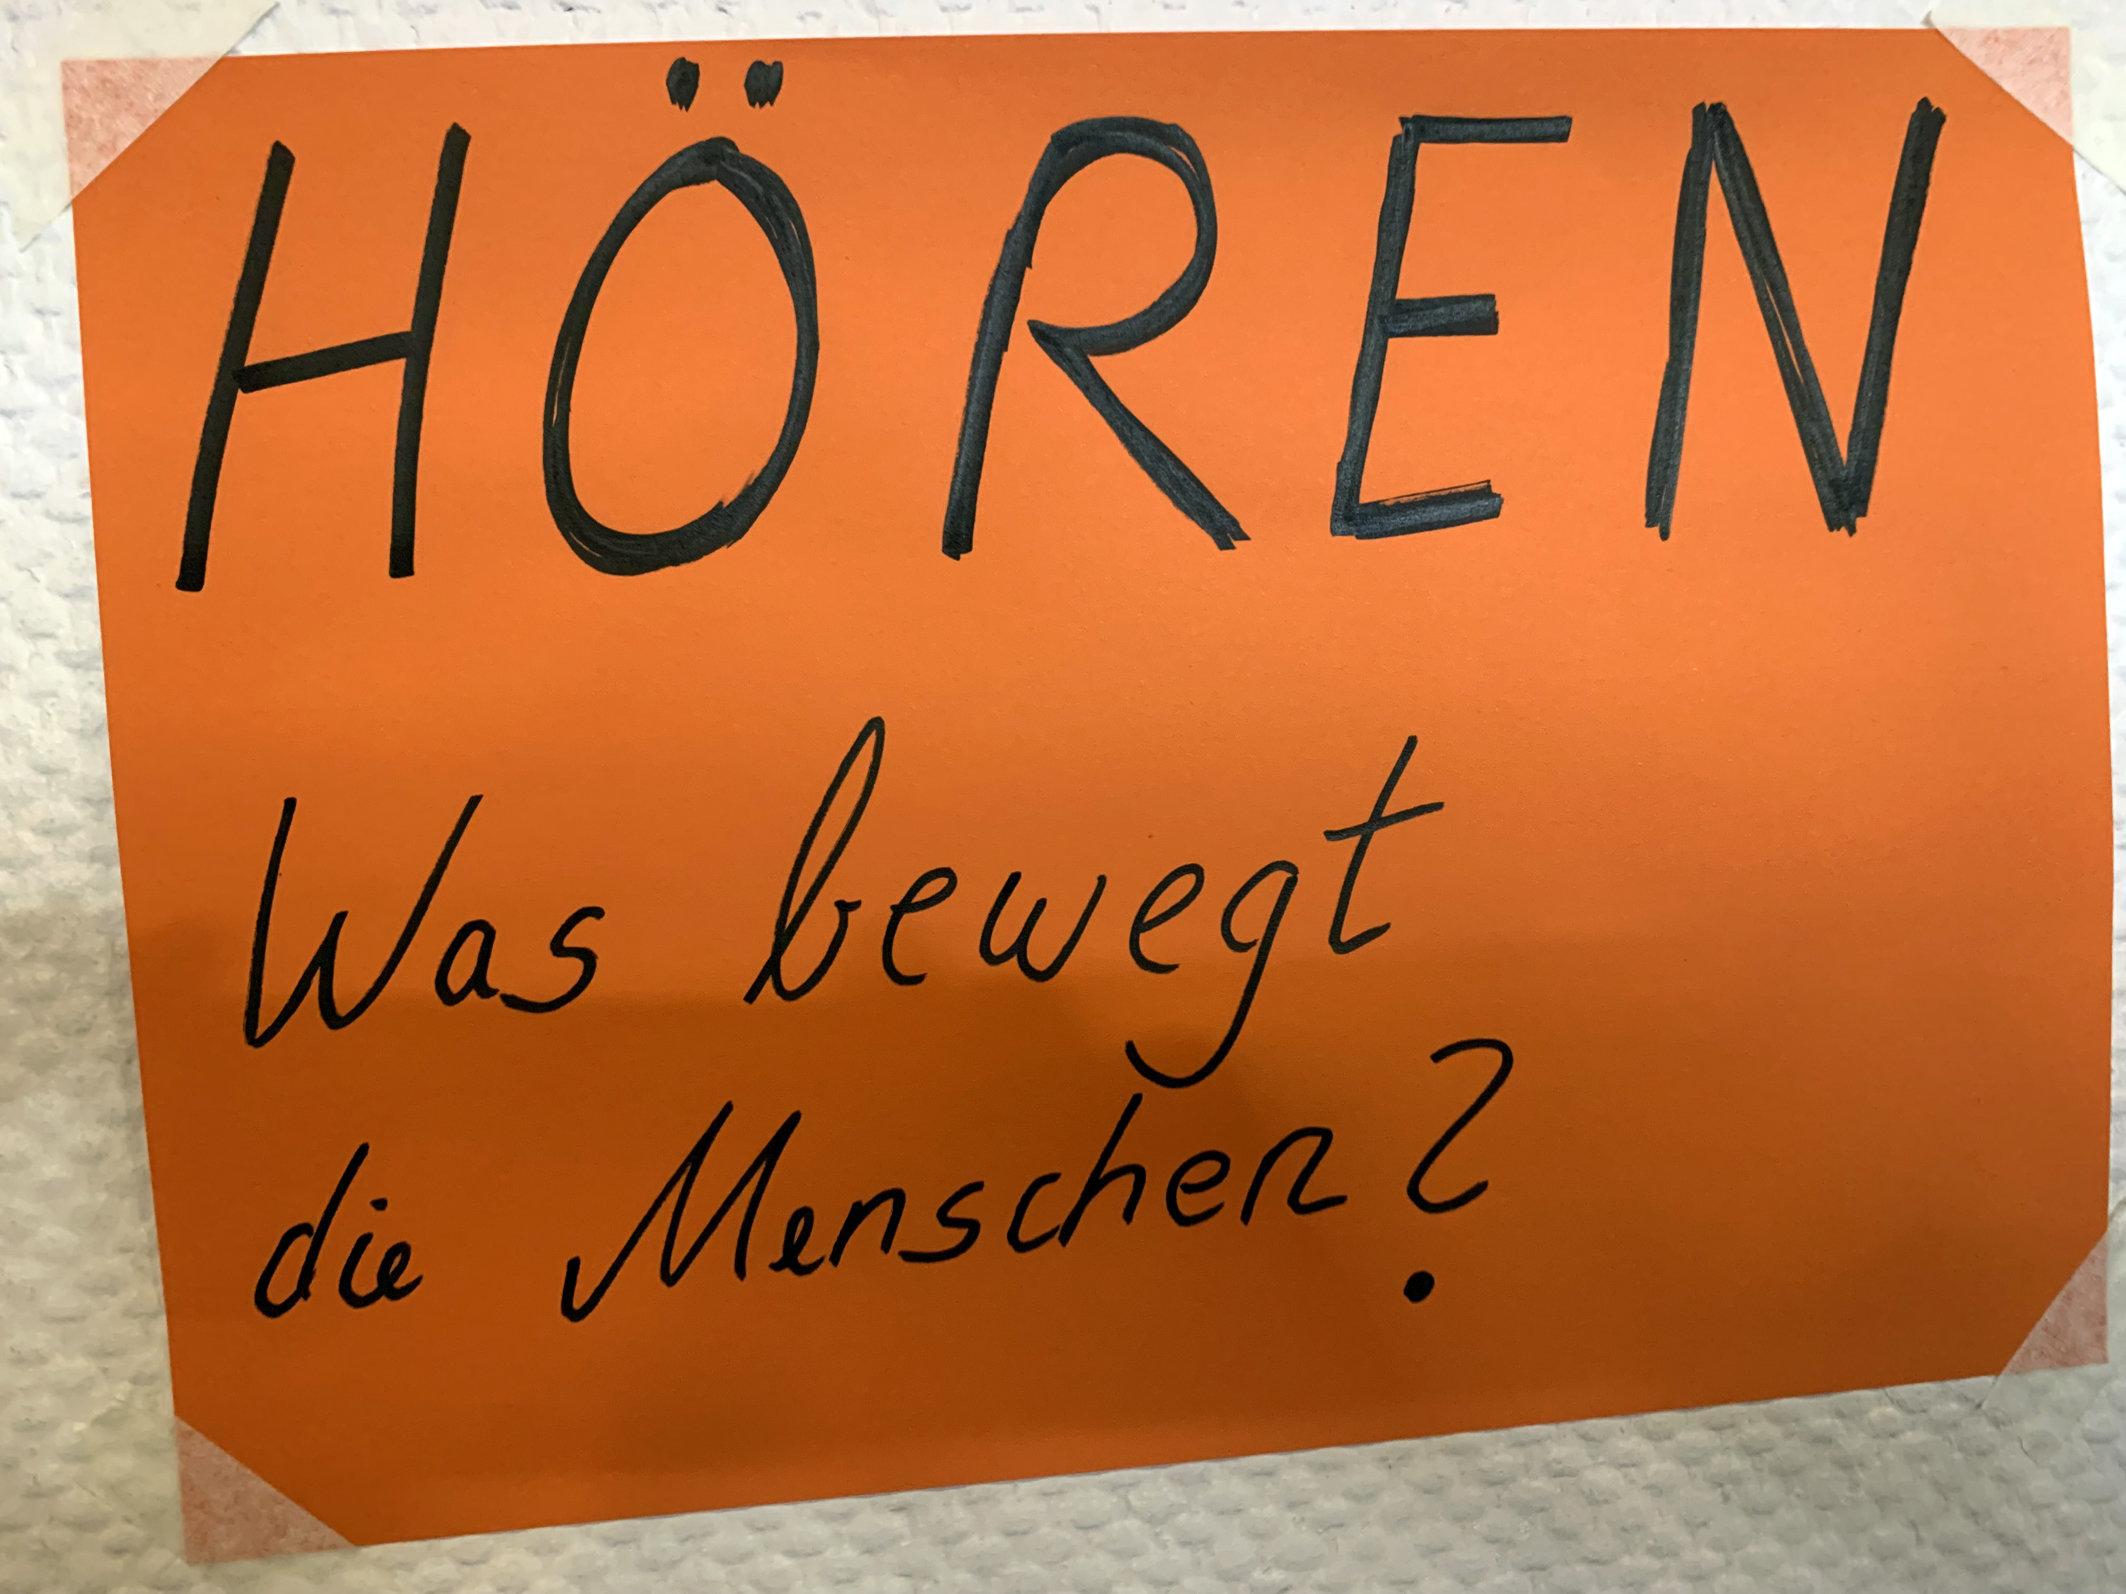 HÖREN
Was bewegt
die Menschen?